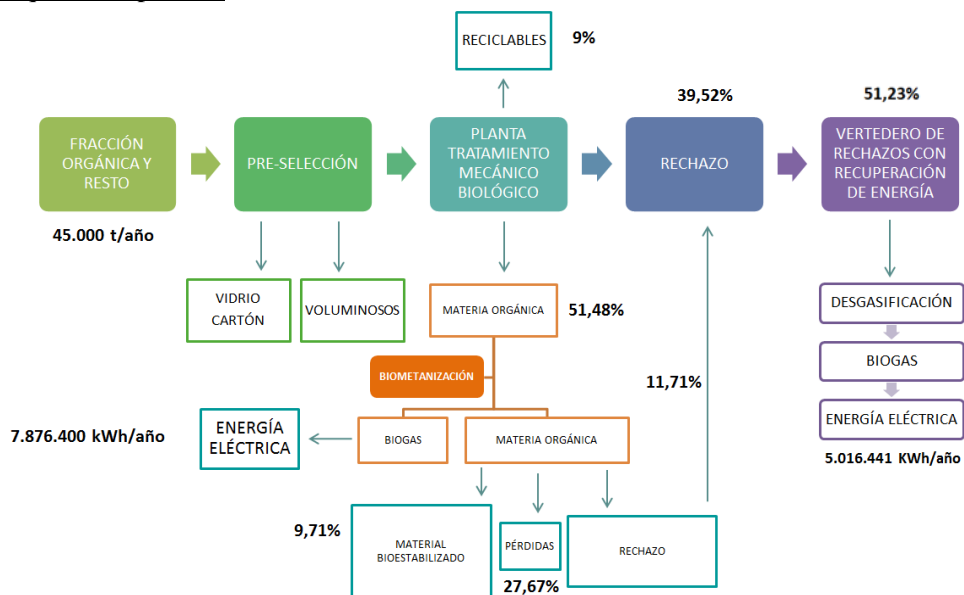 RECICLABLES
9%
39,52%
51,23%
FRACCIÓN
ORGÁNICA Y
RESTO
PRE-SELECCIÓN
PLANTA
TRATAMIENTO
MECÁNICO
BIOLÓGICO
RECHAZO
VERTEDERO DE
RECHAZOS CON
RECUPERACIÓN
DE ENERGÍA
45.000 t/año
VIDRIO
CARTÓN
VOLUMINOSOS
MATERIA ORGÁNICA
51,48%
DESGASIFICACIÓN
BIOMETANIZACIÓN
11,71%
BIOGAS
7.876.400 kWh/año
ENERGÍA
ELÉCTRICA
BIOGAS
MATERIA ORGÁNICA
ENERGÍA ELÉCTRICA
5.016.441 KWh/año
9,71%
MATERIAL
BIOESTABILIZADO
PÉRDIDAS
RECHAZO
27,67%